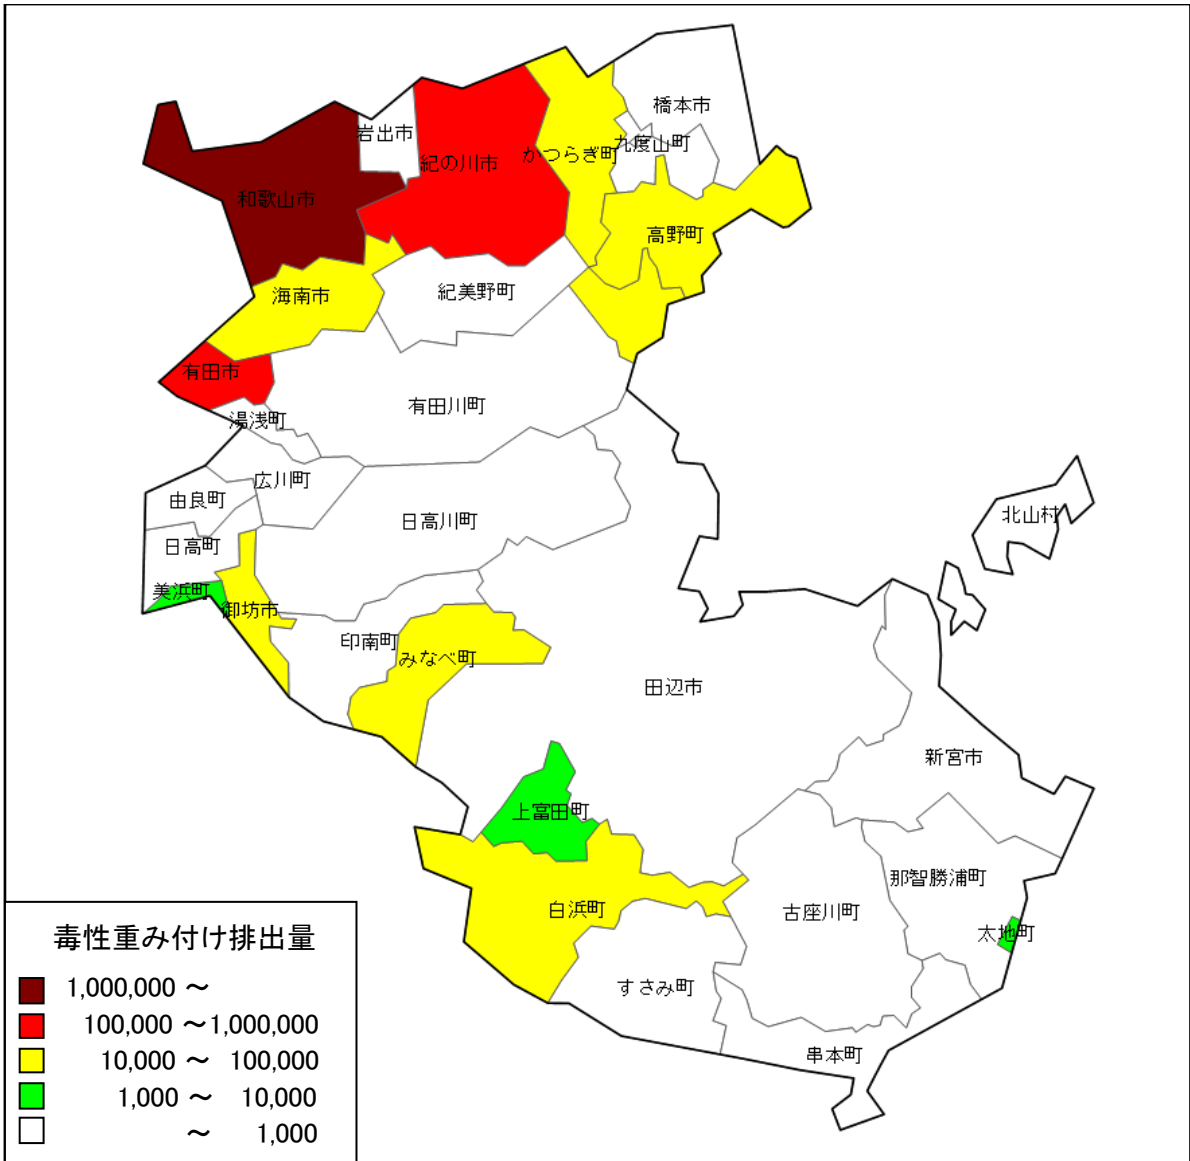 橋本市
岩出市
九度山町
かつらぎ町
紀の川市
和歌山市
高野町
紀美野町
海南市
有田市
有田川町
湯浅町
広川町
由良町
北山村
日高川町
日高町
美浜町
御坊市
印南町
みなべ町
田辺市
新宮市
上富田町
那智勝浦町
白浜町
古座川町
太地町
すさみ町
串本町
毒性重み付け排出量
1,000,000 ～
100,000 ～1,000,000
10,000 ～ 100,000
1,000 ～ 10,000
～ 1,000